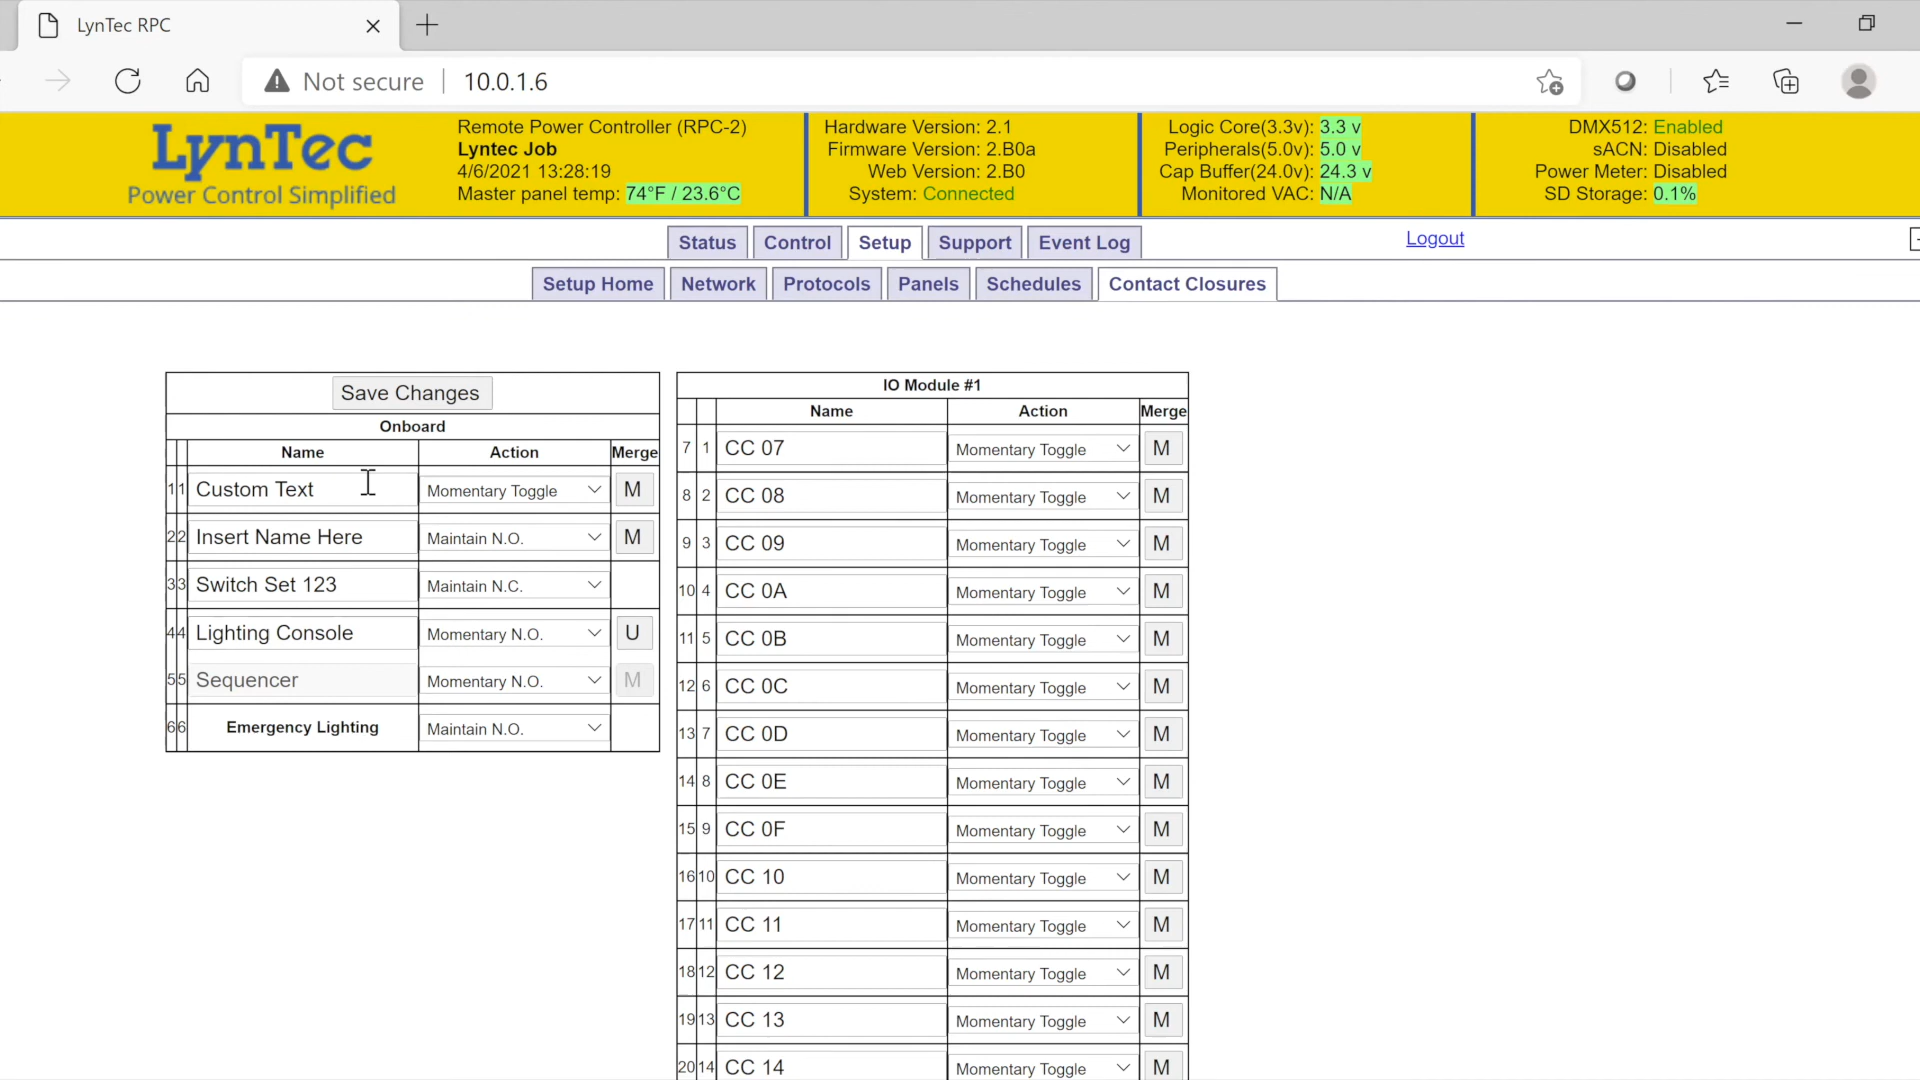 LynTec RPC
Not secure 10.0.1.6
LynTec
Power Control Simplified
Remote Power Controller (RPC-2)
Lyntec Job
4/6/2021 13:28:19
Master panel temp: 74°F / 23.6°C
Hardware Version: 2.1
Firmware Version: 2.B0a
Web Version: 2.B0
System: Connected
Logic Core(3.3v): 3.3 v
Peripherals(5.0v): 5.0 v
Cap Buffer(24.0v): 24.3 v
Monitored VAC: N/A
DMX512: Enabled
sACN: Disabled
Power Meter: Disabled
SD Storage: 0.1%
Status Control Setup Support Event Log Logout
Setup Home Network Protocols Panels Schedules Contact Closures
Save Changes
Onboard
Name Action Merge
1 1 Custom Text Momentary Toggle M
2 2 Insert Name Here Maintain N.O. M
3 3 Switch Set 123 Maintain N.C.
4 4 Lighting Console Momentary N.O. U
5 5 Sequencer Momentary N.O. M
6 6 Emergency Lighting Maintain N.O.
IO Module #1
Name Action Merge
7 1 CC 07 Momentary Toggle M
8 2 CC 08 Momentary Toggle M
9 3 CC 09 Momentary Toggle M
10 4 CC 0A Momentary Toggle M
11 5 CC 0B Momentary Toggle M
12 6 CC 0C Momentary Toggle M
13 7 CC 0D Momentary Toggle M
14 8 CC 0E Momentary Toggle M
15 9 CC 0F Momentary Toggle M
16 10 CC 10 Momentary Toggle M
17 11 CC 11 Momentary Toggle M
18 12 CC 12 Momentary Toggle M
19 13 CC 13 Momentary Toggle M
20 14 CC 14 Momentary Toggle M